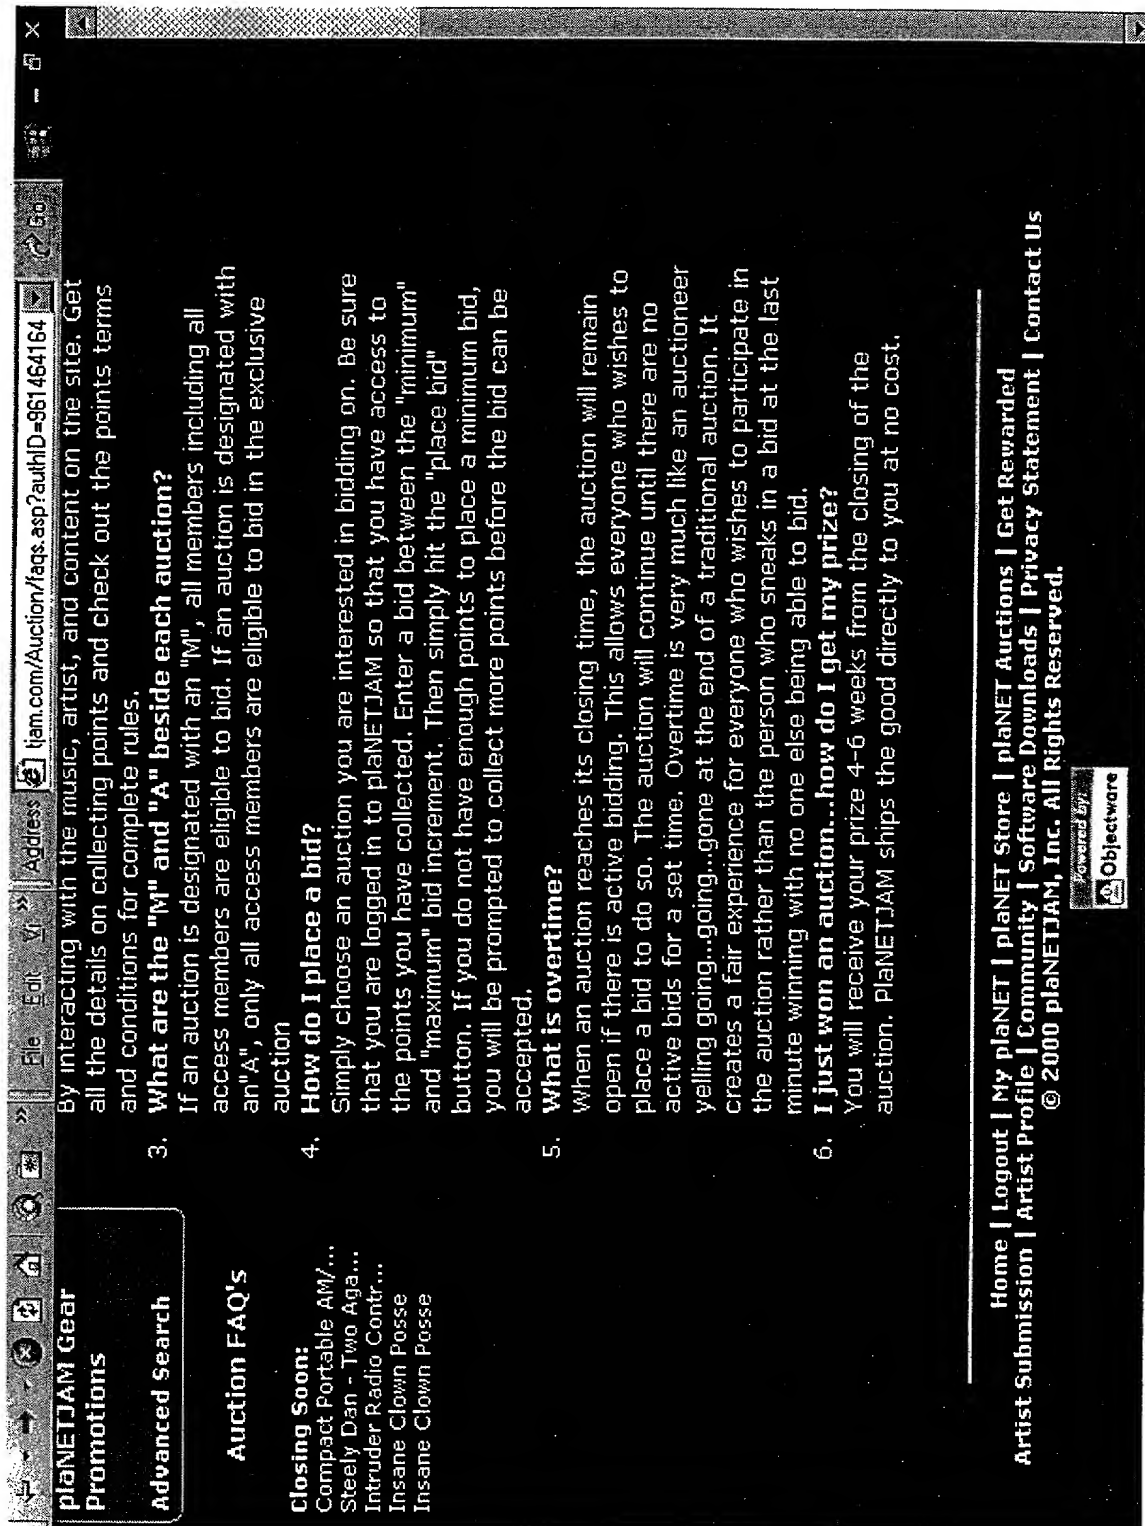 File Edit Vi » Address tjam.com/Auction/faqs.asp?authID=861464164 Go
plaNETJAM Gear
Promotions
Advanced Search
Auction FAQ's
Closing Soon:
Compact Portable AM/...
Steely Dan - Two Aga...
Intruder Radio Contr...
Insane Clown Posse
Insane Clown Posse
By interacting with the music, artist, and content on the site. Get
all the details on collecting points and check out the points terms
and conditions for complete rules.
3. What are the "M" and "A" beside each auction?
If an auction is designated with an "M", all members including all
access members are eligible to bid. If an auction is designated with
an"A", only all access members are eligible to bid in the exclusive
auction
4. How do I place a bid?
Simply choose an auction you are interested in bidding on. Be sure
that you are logged in to plaNETJAM so that you have access to
the points you have collected. Enter a bid between the "minimum"
and "maximum" bid increment. Then simply hit the "place bid"
button. If you do not have enough points to place a minimum bid,
you will be prompted to collect more points before the bid can be
accepted.
5. What is overtime?
When an auction reaches its closing time, the auction will remain
open if there is active bidding. This allows everyone who wishes to
place a bid to do so. The auction will continue until there are no
active bids for a set time. Overtime is very much like an auctioneer
yelling going...going...gone at the end of a traditional auction. It
creates a fair experience for everyone who wishes to participate in
the auction rather than the person who sneaks in a bid at the last
minute winning with no one else being able to bid.
6. I just won an auction...how do I get my prize?
You will receive your prize 4-6 weeks from the closing of the
auction. PlaNETJAM ships the good directly to you at no cost.
Home | Logout | My plaNET | plaNET Store | plaNET Auctions | Get Rewarded
Artist Submission | Artist Profile | Community | Software Downloads | Privacy Statement | Contact Us
© 2000 plaNETJAM, Inc. All Rights Reserved.
Powered by:
Objectware